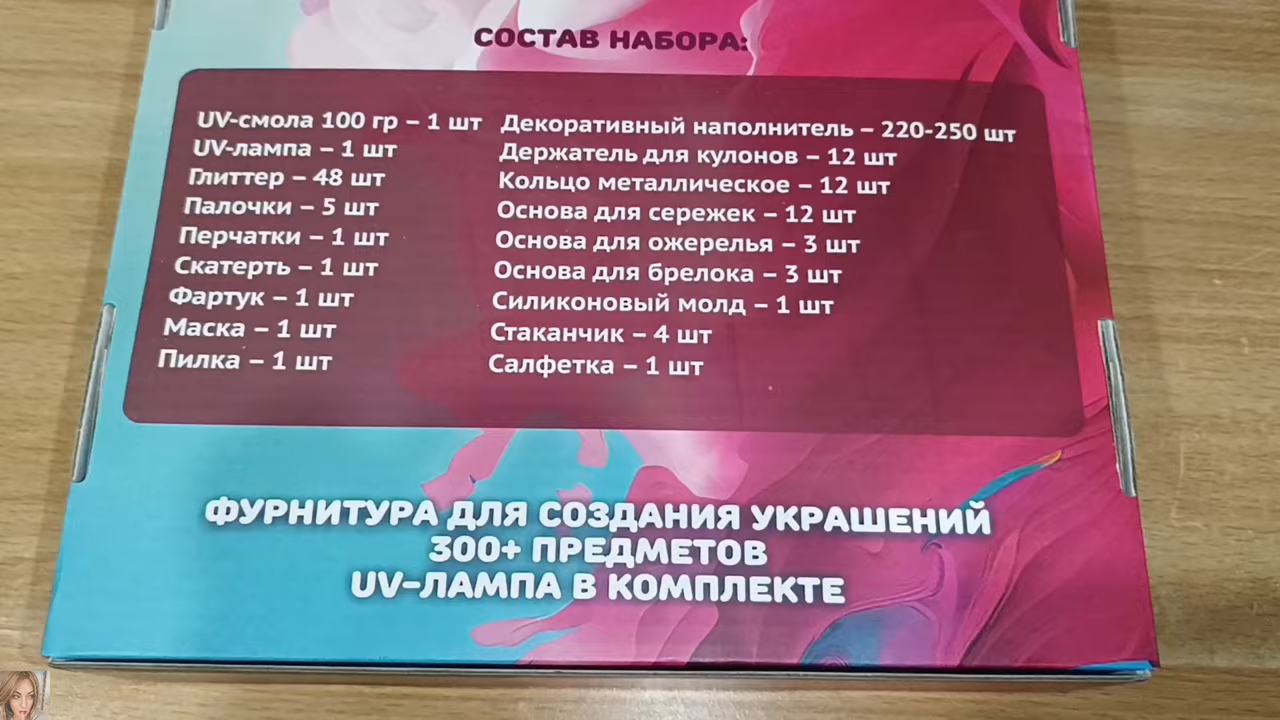 СОСТАВ НАБОРА:
UV-смола 100 гр – 1 шт
UV-лампа – 1 шт
Глиттер – 48 шт
Палочки – 5 шт
Перчатки – 1 шт
Скатерть – 1 шт
Фартук – 1 шт
Маска – 1 шт
Пилка – 1 шт
Декоративный наполнитель – 220-250 шт
Держатель для кулонов – 12 шт
Кольцо металлическое – 12 шт
Основа для сережек – 12 шт
Основа для ожерелья – 3 шт
Основа для брелока – 3 шт
Силиконовый молд – 1 шт
Стаканчик – 4 шт
Салфетка – 1 шт
ФУРНИТУРА ДЛЯ СОЗДАНИЯ УКРАШЕНИЙ
300+ ПРЕДМЕТОВ
UV-ЛАМПА В КОМПЛЕКТЕ